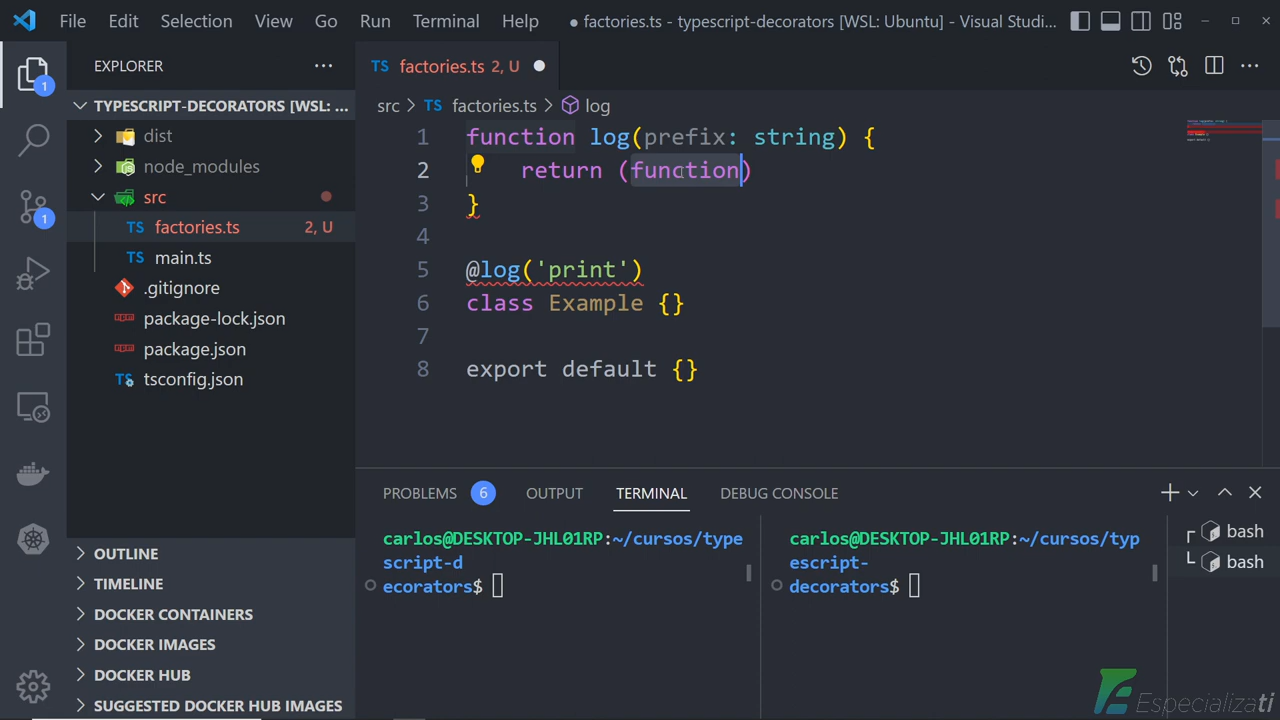 File Edit Selection View Go Run Terminal Help ● factories.ts - typescript-decorators [WSL: Ubuntu] - Visual Studi...
EXPLORER
TYPESCRIPT-DECORATORS [WSL: ...
dist
node_modules
src
TS factories.ts 2, U
TS main.ts
.gitignore
package-lock.json
package.json
TS tsconfig.json
OUTLINE
TIMELINE
DOCKER CONTAINERS
DOCKER IMAGES
DOCKER HUB
SUGGESTED DOCKER HUB IMAGES
1
1
TS factories.ts 2, U
src > TS factories.ts > log
1 function log(prefix: string) {
2 return (function)
3 }
4
5 @log('print')
6 class Example {}
7
8 export default {}
PROBLEMS 6 OUTPUT TERMINAL DEBUG CONSOLE
carlos@DESKTOP-JHL01RP:~/cursos/type
script-d
ecorators$
carlos@DESKTOP-JHL01RP:~/cursos/typ
escript-
decorators$
bash
bash
Especializati